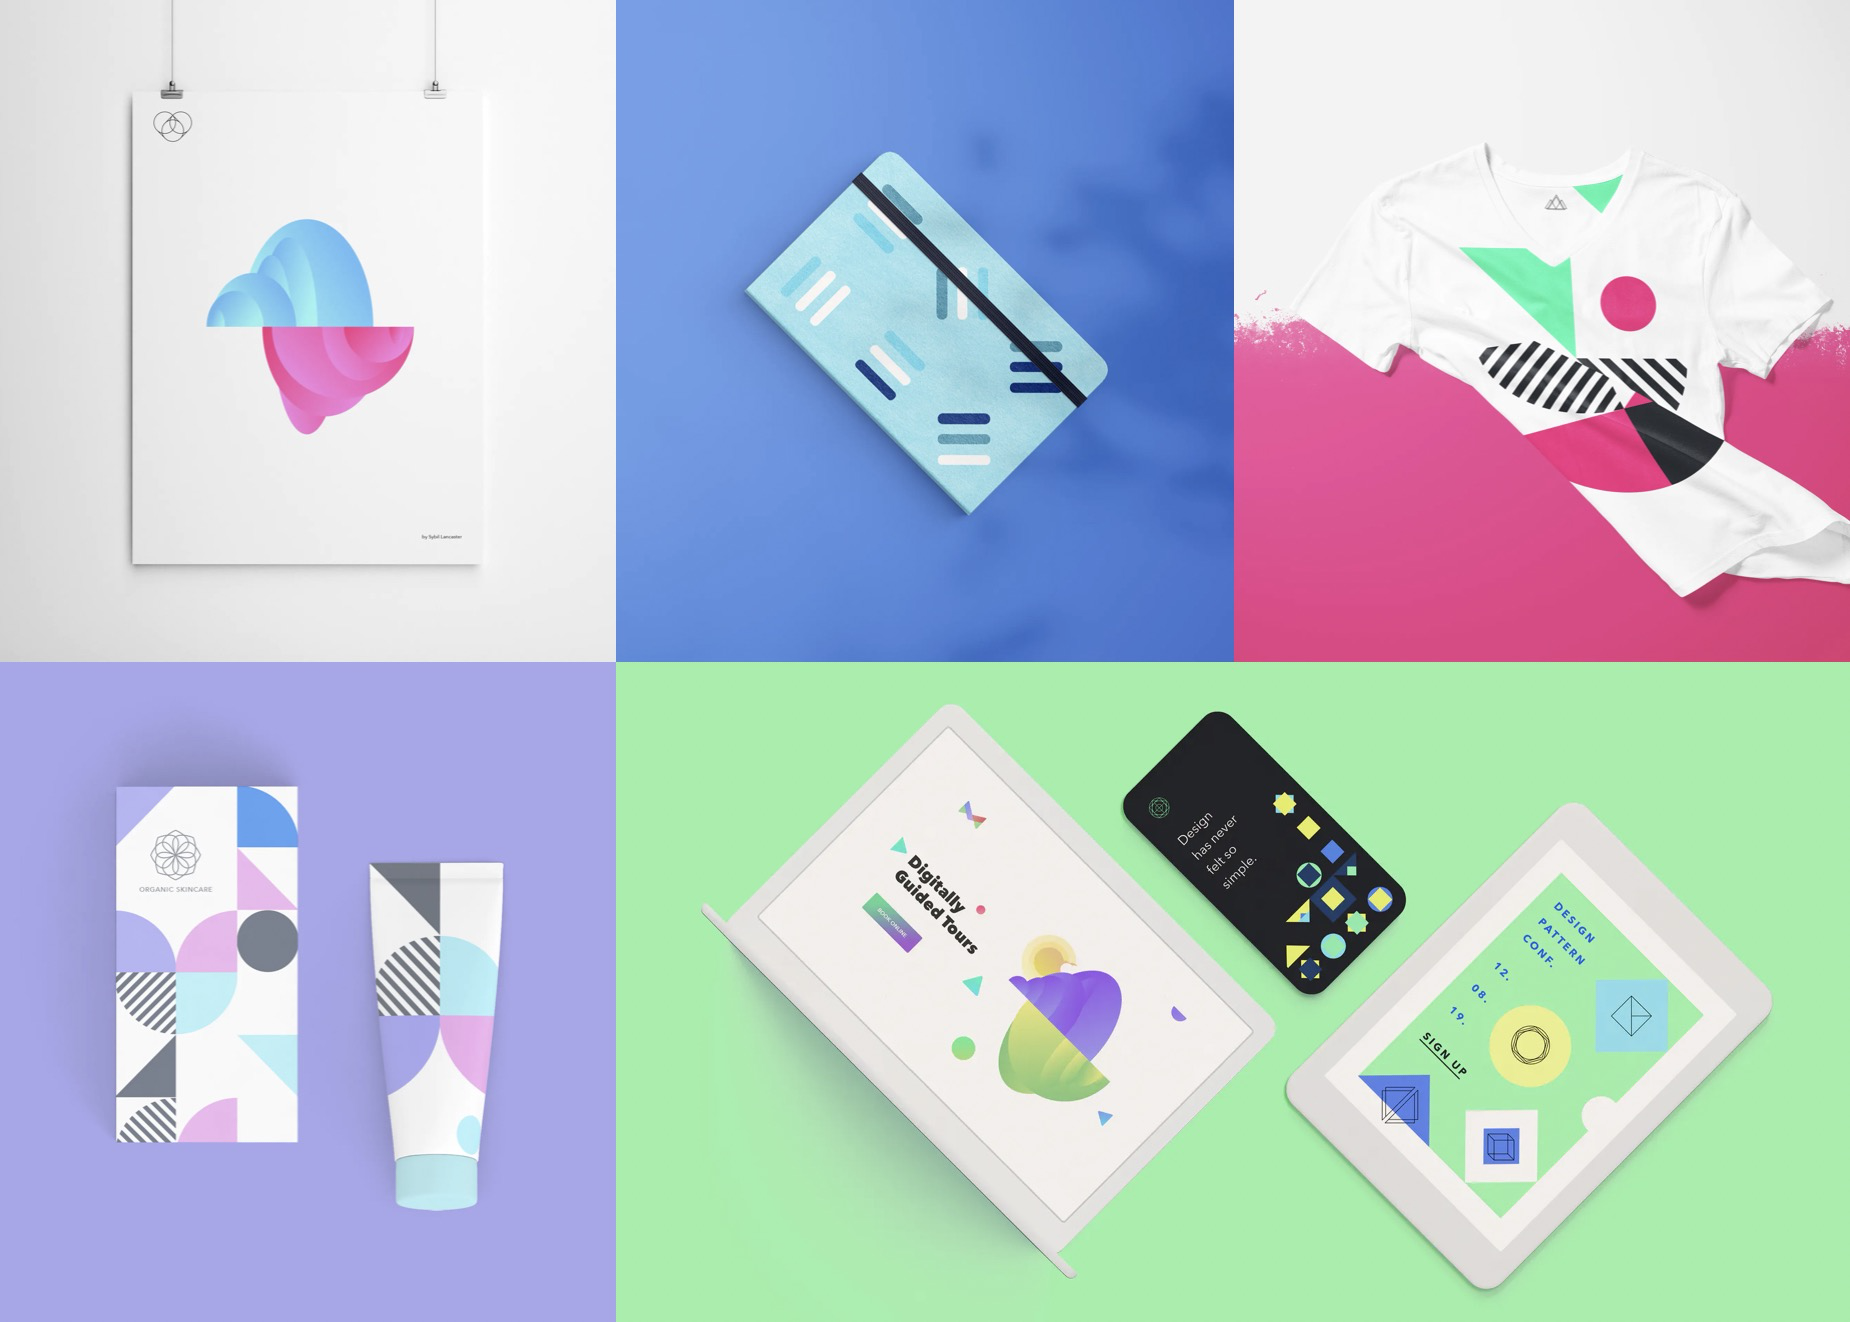 by Sybil Lancaster
ORGANIC SKINCARE
Digitally
Guided Tours
BOOK ONLINE
Design
has never
felt so
simple.
DESIGN
PATTERN
CONF.
12.
08.
19.
SIGN UP